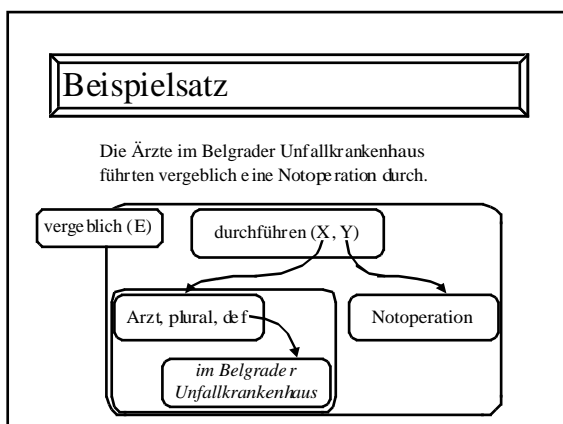 Beispielsatz
Die Ärzte im Belgrader Unfallkrankenhaus
führten vergeblich eine Notoperation durch.
vergeblich (E)
durchführen (X, Y)
Arzt, plural, def
Notoperation
im Belgrader
Unfallkrankenhaus